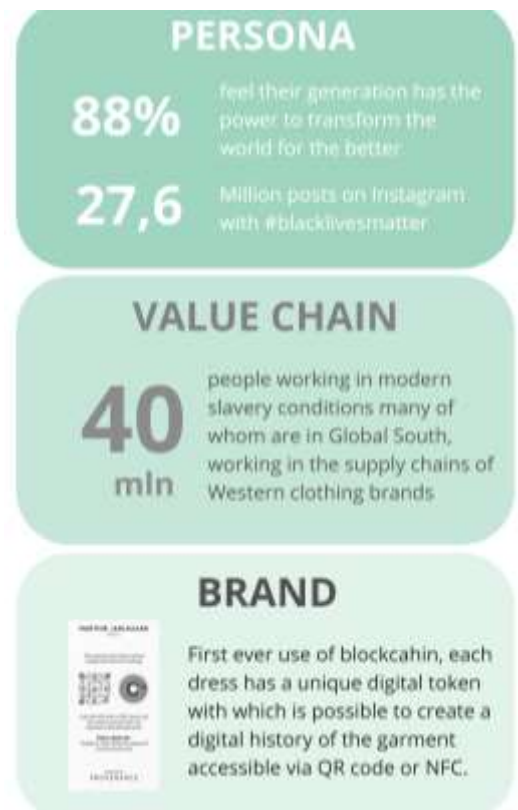 PERSONA
88%
feel their generation has the
power to transform the
world for the better
27,6
Million posts on Instagram
with #blacklivesmatter
VALUE CHAIN
40
mln
people working in modern
slavery conditions many of
whom are in Global South,
working in the supply chains of
Western clothing brands
BRAND
First ever use of blockcahin, each
dress has a unique digital token
with which is possible to create a
digital history of the garment
accessible via QR code or NFC.
PROVENANCE